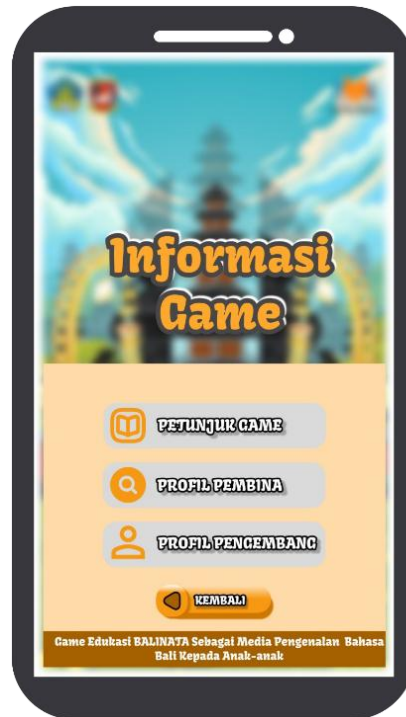 Informasi
Game
PETUNJUK GAME
PROFIL PEMBINA
PROFIL PENGEMBANG
KEMBALI
Game Edukasi BALINATA Sebagai Media Pengenalan Bahasa
Bali Kepada Anak-anak